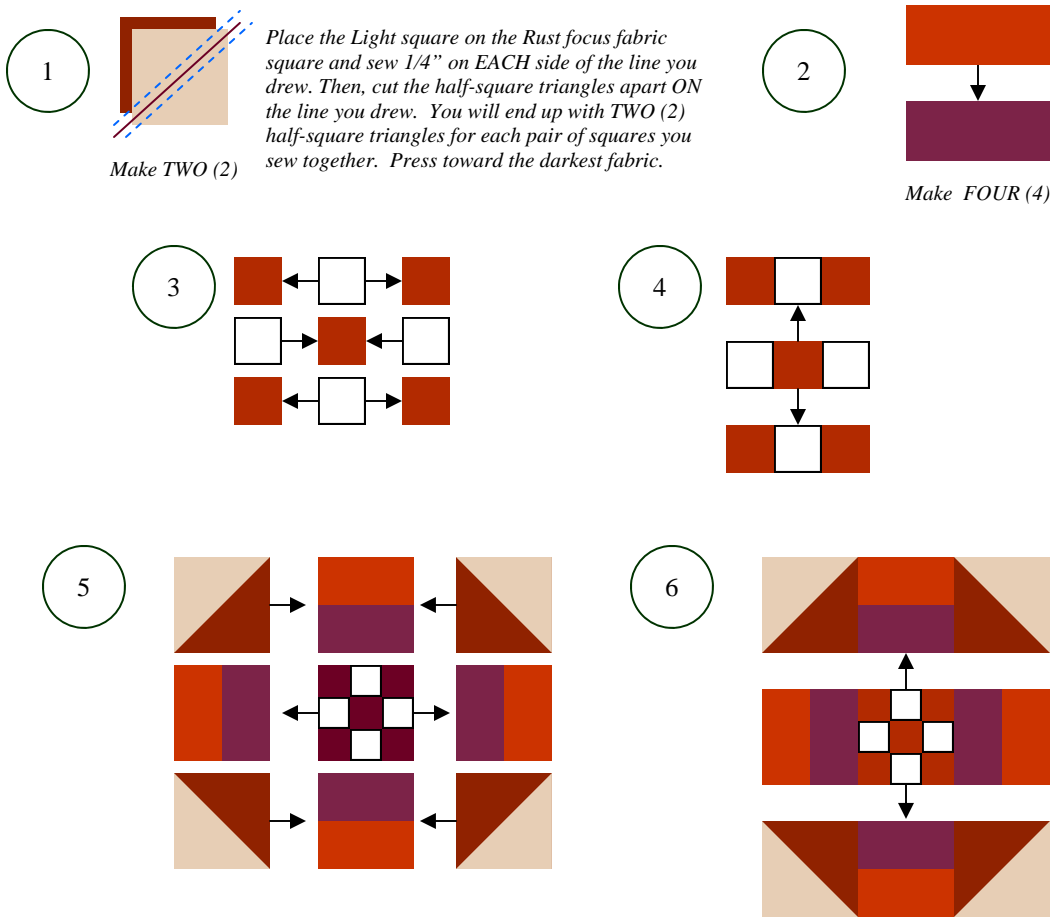 1
Place the Light square on the Rust focus fabric
square and sew 1/4” on EACH side of the line you
drew. Then, cut the half-square triangles apart ON
the line you drew.  You will end up with TWO (2)
half-square triangles for each pair of squares you
sew together.  Press toward the darkest fabric.
Make TWO (2)
2
Make  FOUR (4)
3
4
5
6